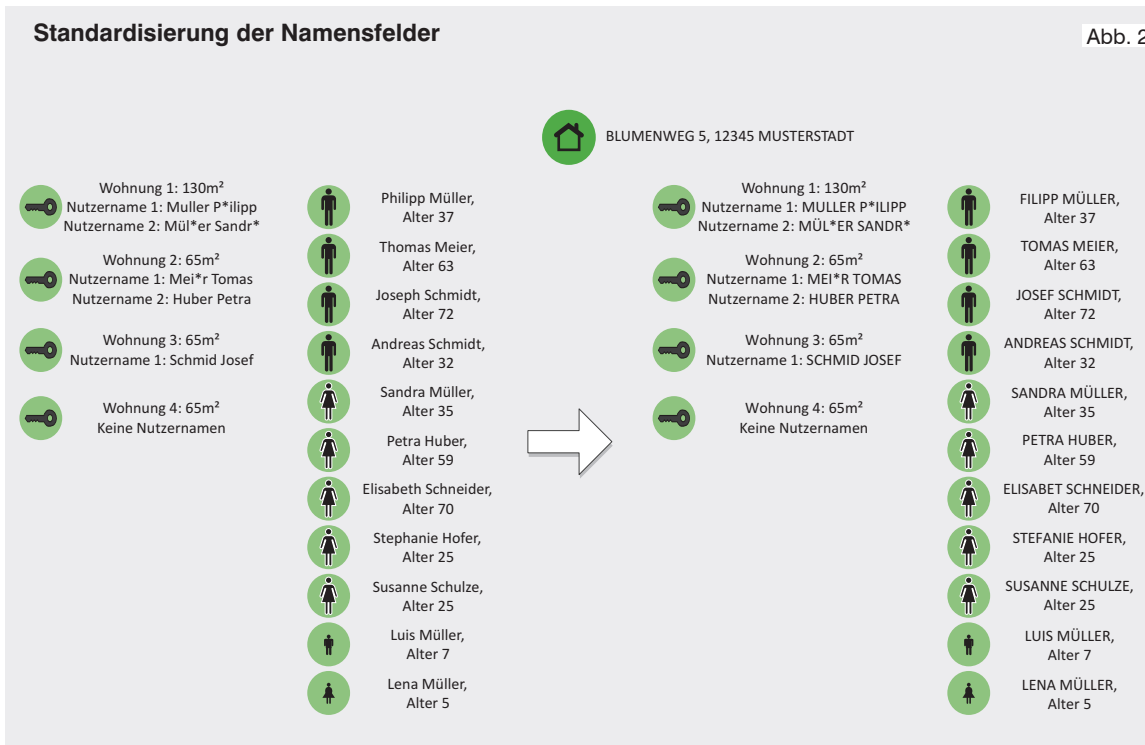 Standardisierung der Namensfelder
Abb. 2
BLUMENWEG 5, 12345 MUSTERSTADT
Wohnung 1: 130m²
Nutzername 1: Muller P*ilipp
Nutzername 2: Mül*er Sandr*
Wohnung 2: 65m²
Nutzername 1: Mei*r Tomas
Nutzername 2: Huber Petra
Wohnung 3: 65m²
Nutzername 1: Schmid Josef
Wohnung 4: 65m²
Keine Nutzernamen
Philipp Müller,
Alter 37
Thomas Meier,
Alter 63
Joseph Schmidt,
Alter 72
Andreas Schmidt,
Alter 32
Sandra Müller,
Alter 35
Petra Huber,
Alter 59
Elisabeth Schneider,
Alter 70
Stephanie Hofer,
Alter 25
Susanne Schulze,
Alter 25
Luis Müller,
Alter 7
Lena Müller,
Alter 5
Wohnung 1: 130m²
Nutzername 1: MULLER P*ILIPP
Nutzername 2: MÜL*ER SANDR*
Wohnung 2: 65m²
Nutzername 1: MEI*R TOMAS
Nutzername 2: HUBER PETRA
Wohnung 3: 65m²
Nutzername 1: SCHMID JOSEF
Wohnung 4: 65m²
Keine Nutzernamen
FILIPP MÜLLER,
Alter 37
TOMAS MEIER,
Alter 63
JOSEF SCHMIDT,
Alter 72
ANDREAS SCHMIDT,
Alter 32
SANDRA MÜLLER,
Alter 35
PETRA HUBER,
Alter 59
ELISABET SCHNEIDER,
Alter 70
STEFANIE HOFER,
Alter 25
SUSANNE SCHULZE,
Alter 25
LUIS MÜLLER,
Alter 7
LENA MÜLLER,
Alter 5